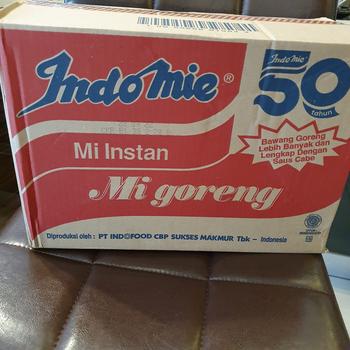 Indomie®
Indomie
50
tahun
Bawang Goreng
Lebih Banyak dan
Lengkap Dengan
Saus Cabe
Mi Instan
Mi goreng
Diproduksi oleh : PT INDOFOOD CBP SUKSES MAKMUR Tbk – Indonesia